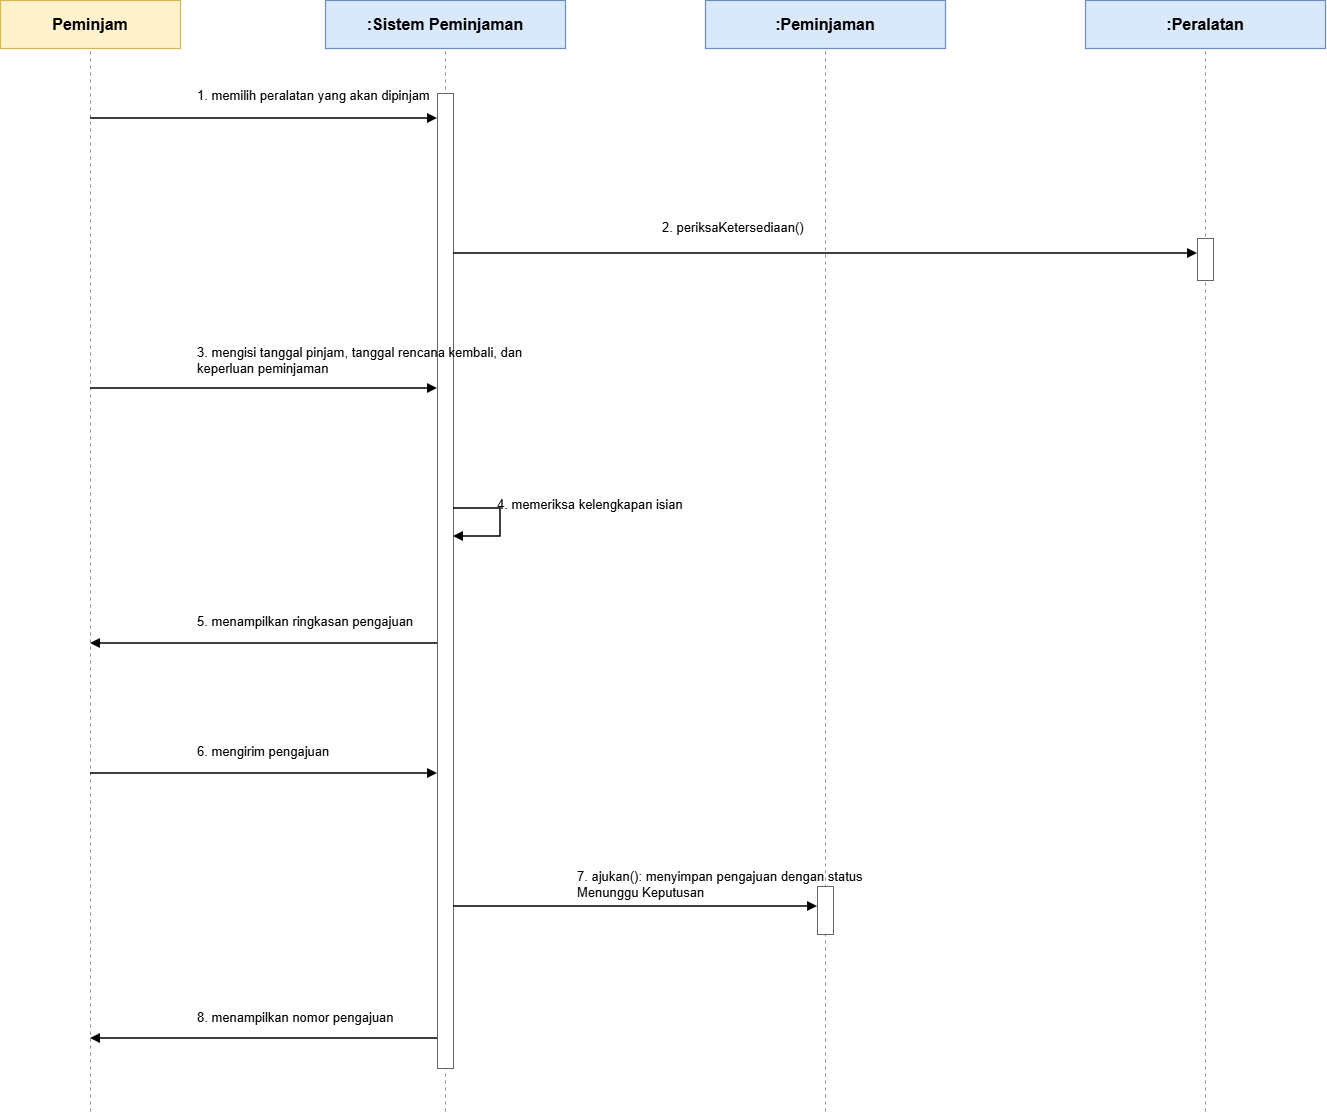 Peminjam
:Sistem Peminjaman
:Peminjaman
:Peralatan
1. memilih peralatan yang akan dipinjam
2. periksaKetersediaan()
3. mengisi tanggal pinjam, tanggal rencana kembali, dan
keperluan peminjaman
4. memeriksa kelengkapan isian
5. menampilkan ringkasan pengajuan
6. mengirim pengajuan
7. ajukan(): menyimpan pengajuan dengan status
Menunggu Keputusan
8. menampilkan nomor pengajuan